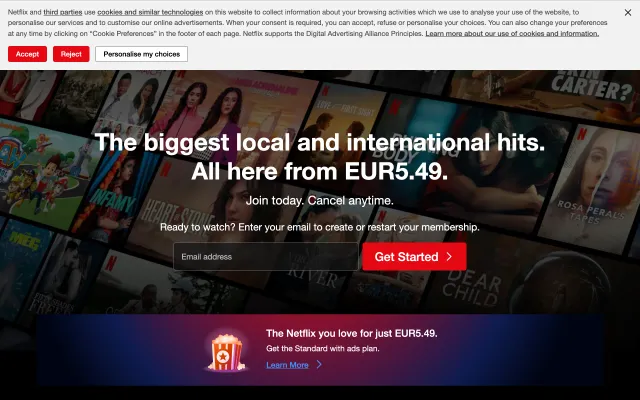 Netflix and third parties use cookies and similar technologies on this website to collect information about your browsing activities which we use to analyse your use of the website, to
personalise our services and to customise our online advertisements. When your consent is required, you can accept, refuse or personalise your choices. You can also change your preferences
at any time by clicking on "Cookie Preferences" in the footer of each page. Netflix supports the Digital Advertising Alliance Principles. Learn more about our use of cookies and information.
Accept
Reject
Personalise my choices
CARTER?
The biggest local and international hits.
BODY
All here from EUR5.49.
INFAMY
HEART of STONE
ROSA PERAL'S
TAPES
Join today. Cancel anytime.
Ready to watch? Enter your email to create or restart your membership.
Email address
Get Started
RIVER
DEAR
CHILD
The Netflix you love for just EUR5.49.
Get the Standard with ads plan.
Learn More